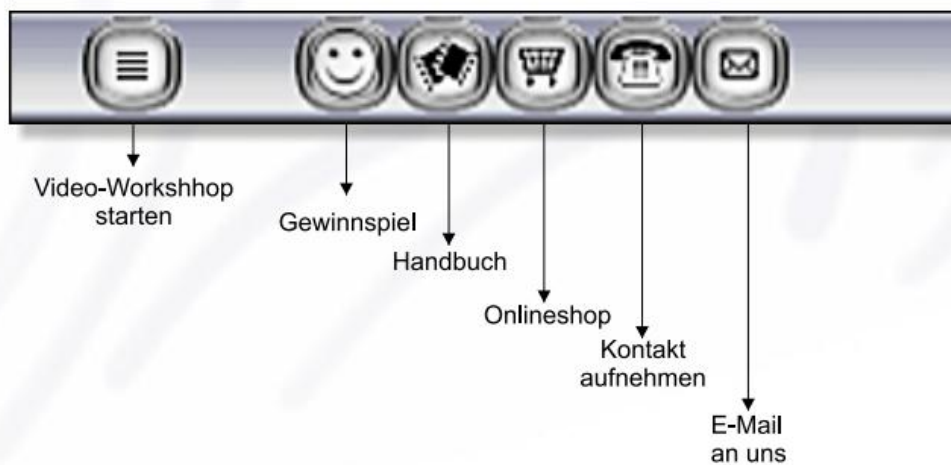 Video-Workshhop
starten
Gewinnspiel
Handbuch
Onlineshop
Kontakt
aufnehmen
E-Mail
an uns